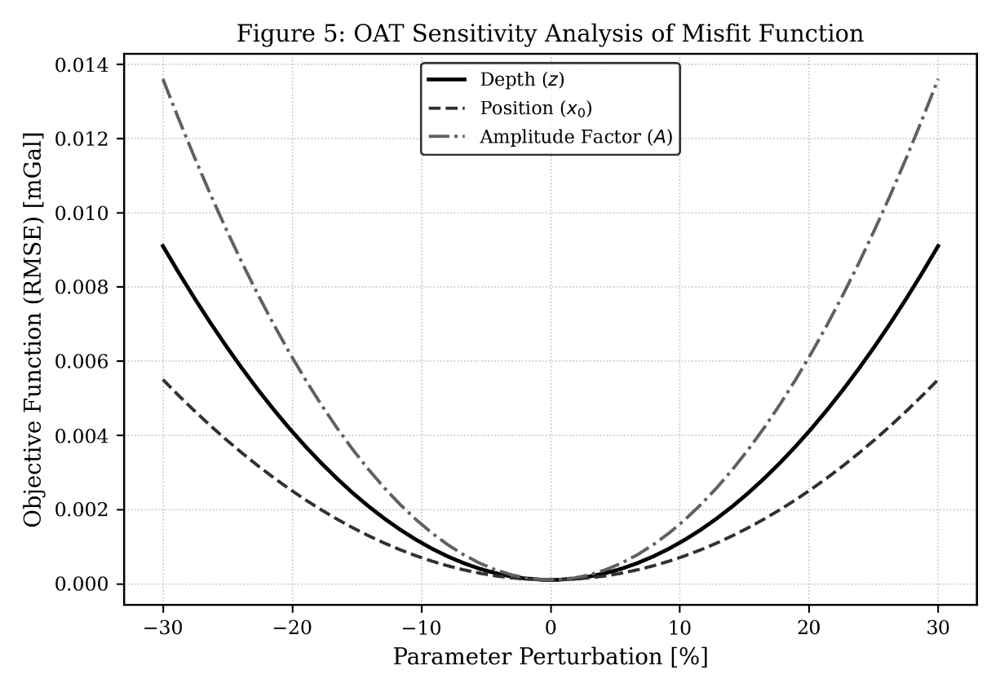 Figure 5: OAT Sensitivity Analysis of Misfit Function
Objective Function (RMSE) [mGal]
0.014
0.012
0.010
0.008
0.006
0.004
0.002
0.000
Depth (z)
Position (x₀)
Amplitude Factor (A)
−30 −20 −10 0 10 20 30
Parameter Perturbation [%]